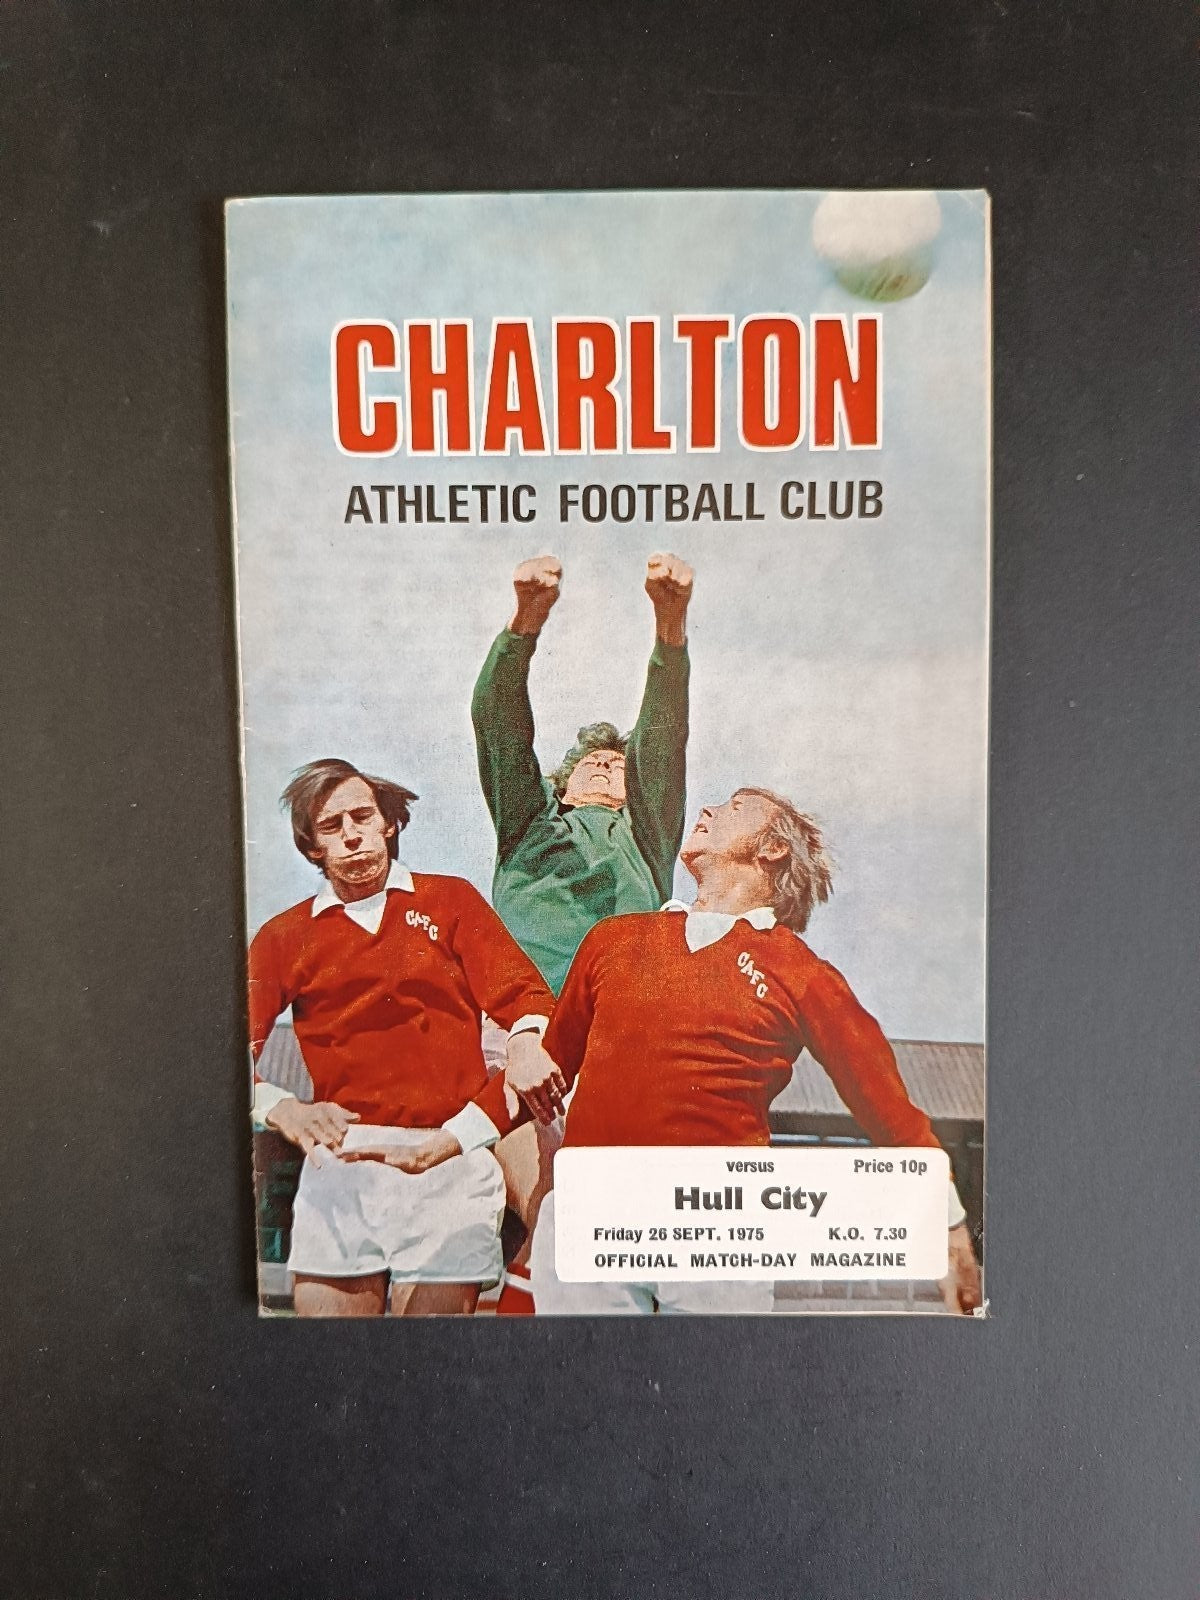 CHARLTON
ATHLETIC FOOTBALL CLUB
CAFC
CAFC
versus Price 10p
Hull City
Friday 26 SEPT. 1975 K.O. 7.30
OFFICIAL MATCH-DAY MAGAZINE